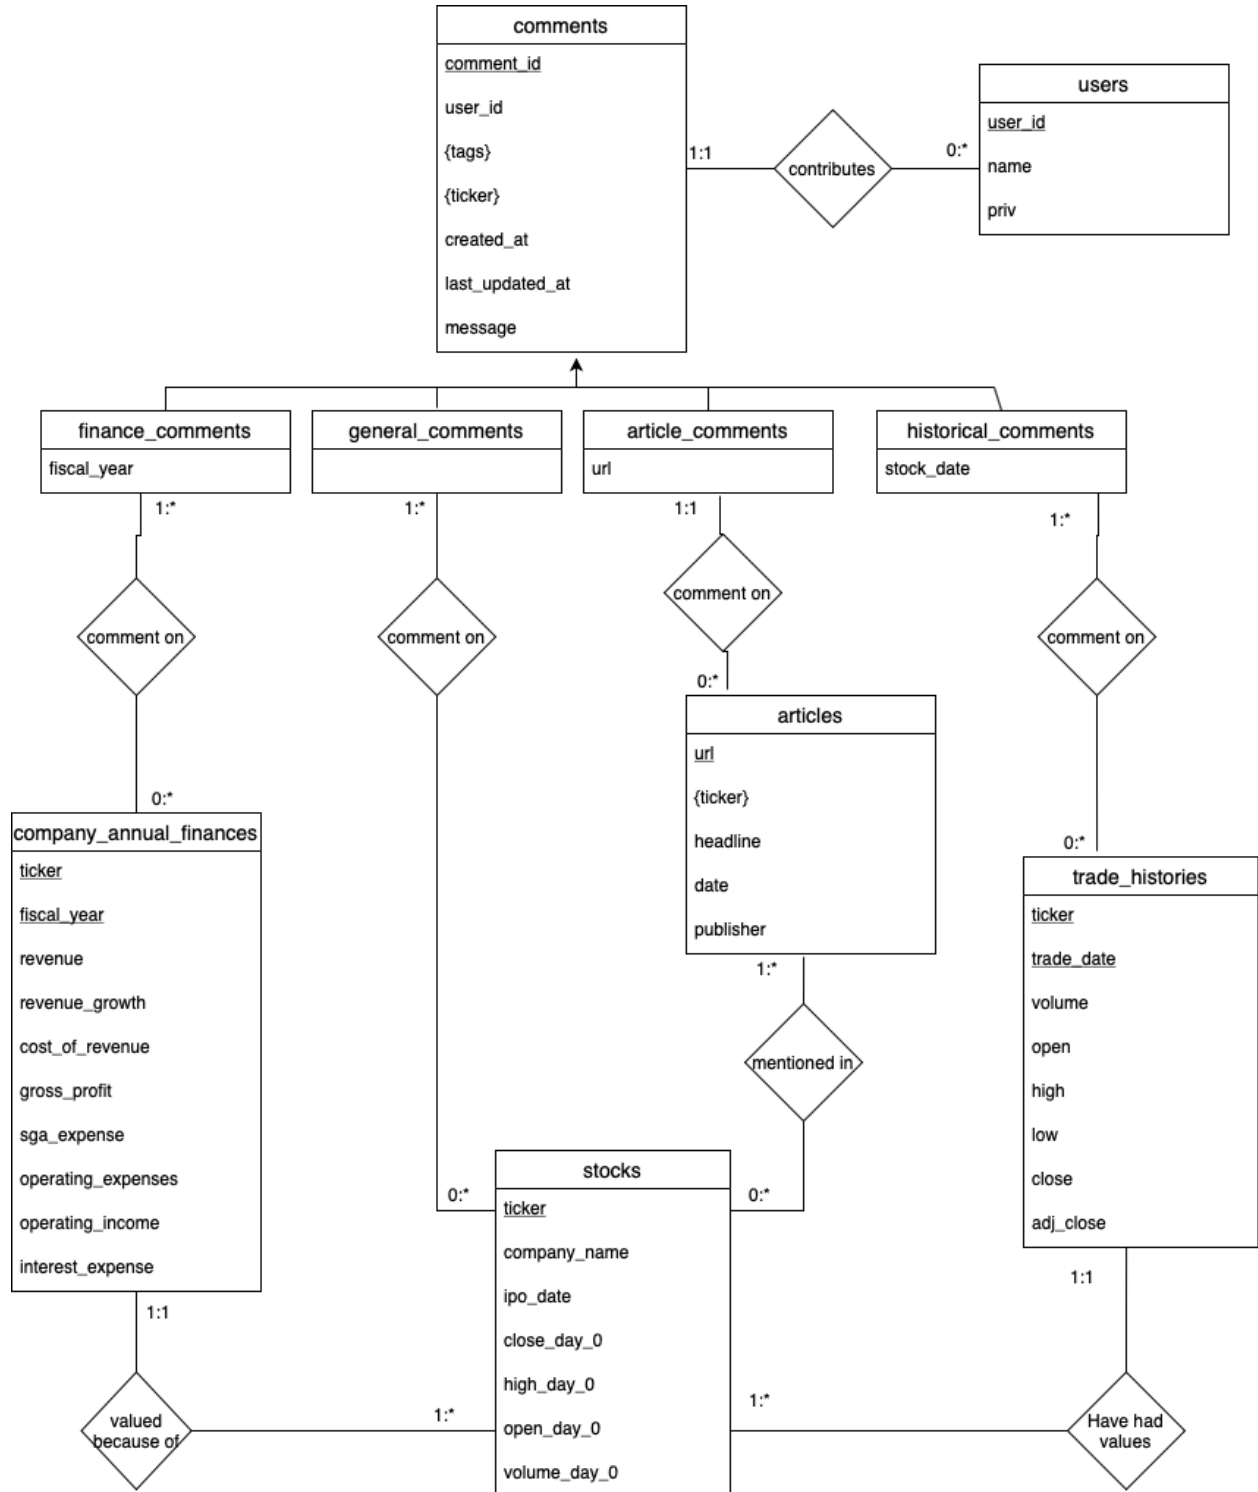 comments
comment_id
user_id
{tags}
{ticker}
created_at
last_updated_at
message
1:1
contributes
0:*
users
user_id
name
priv
finance_comments
fiscal_year
general_comments
article_comments
url
historical_comments
stock_date
1:*
1:*
1:1
1:*
comment on
comment on
comment on
comment on
0:*
articles
url
{ticker}
headline
date
publisher
1:*
0:*
company_annual_finances
ticker
fiscal_year
revenue
revenue_growth
cost_of_revenue
gross_profit
sga_expense
operating_expenses
operating_income
interest_expense
1:1
0:*
trade_histories
ticker
trade_date
volume
open
high
low
close
adj_close
1:1
mentioned in
0:*
0:*
stocks
ticker
company_name
ipo_date
close_day_0
high_day_0
open_day_0
volume_day_0
valued
because of
1:*
1:*
Have had
values